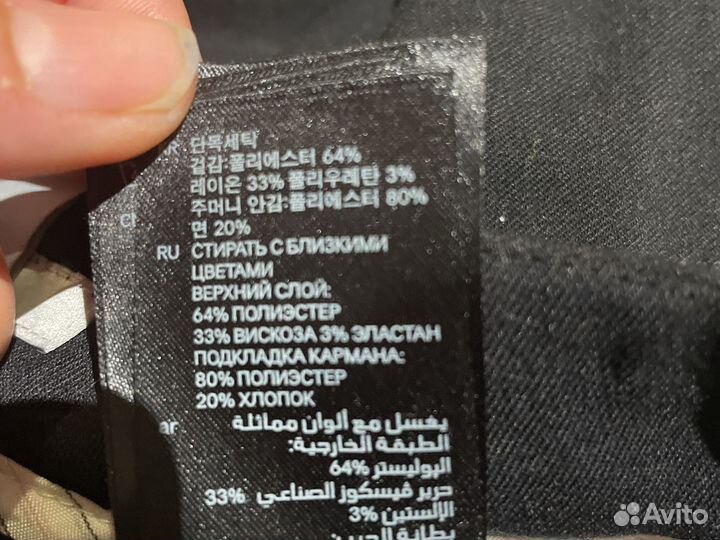 단독세탁
겉감:폴리에스터 64%
레이온 33% 폴리우레탄 3%
주머니 안감:폴리에스터 80%
면 20%
RU СТИРАТЬ С БЛИЗКИМИ
ЦВЕТАМИ
ВЕРХНИЙ СЛОЙ:
64% ПОЛИЭСТЕР
33% ВИСКОЗА 3% ЭЛАСТАН
ПОДКЛАДКА КАРМАНА:
80% ПОЛИЭСТЕР
20% ХЛОПОК
ar يغسل مع ألوان مماثلة
الطبقة الخارجية:
البوليستر 64%
حرير ڤيسكوز الصناعي 33%
الإلستين 3%
بطانة الجيب:
Avito